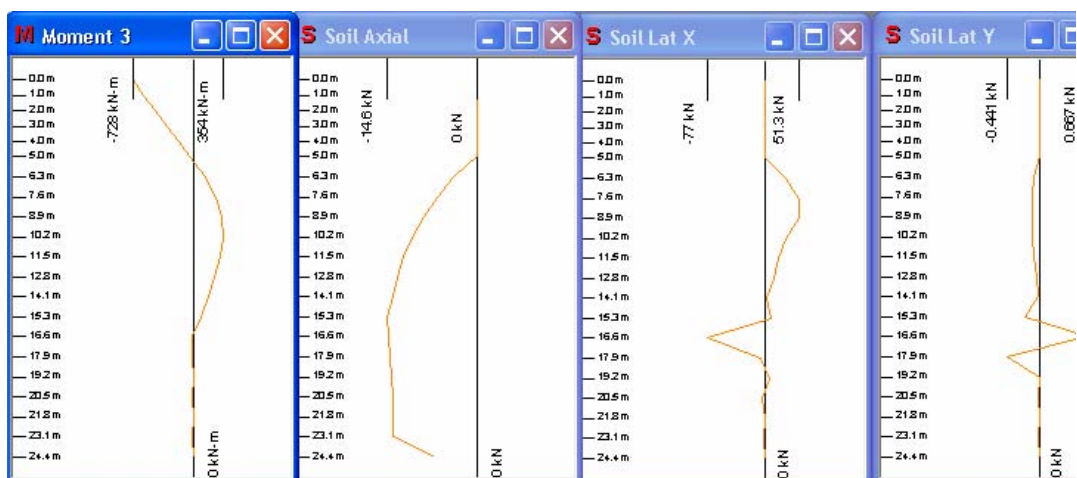 M Moment 3
0.0m
1.0m
2.0m
3.0m
4.0m
5.0m
6.3m
7.6m
8.9m
10.2m
11.5m
12.8m
14.1m
15.3m
16.6m
17.9m
19.2m
20.5m
21.8m
23.1m
24.4m
-728 kN-m
354 kN-m
0 kN-m
S Soil Axial
0.0m
1.0m
2.0m
3.0m
4.0m
5.0m
6.3m
7.6m
8.9m
10.2m
11.5m
12.8m
14.1m
15.3m
16.6m
17.9m
19.2m
20.5m
21.8m
23.1m
24.4m
-14.6 kN
0 kN
0 kN
S Soil Lat X
0.0m
1.0m
2.0m
3.0m
4.0m
5.0m
6.3m
7.6m
8.9m
10.2m
11.5m
12.8m
14.1m
15.3m
16.6m
17.9m
19.2m
20.5m
21.8m
23.1m
24.4m
-77 kN
51.3 kN
0 kN
S Soil Lat Y
0.0m
1.0m
2.0m
3.0m
4.0m
5.0m
6.3m
7.6m
8.9m
10.2m
11.5m
12.8m
14.1m
15.3m
16.6m
17.9m
19.2m
20.5m
21.8m
23.1m
24.4m
-0.441 kN
0.667 kN
0 kN